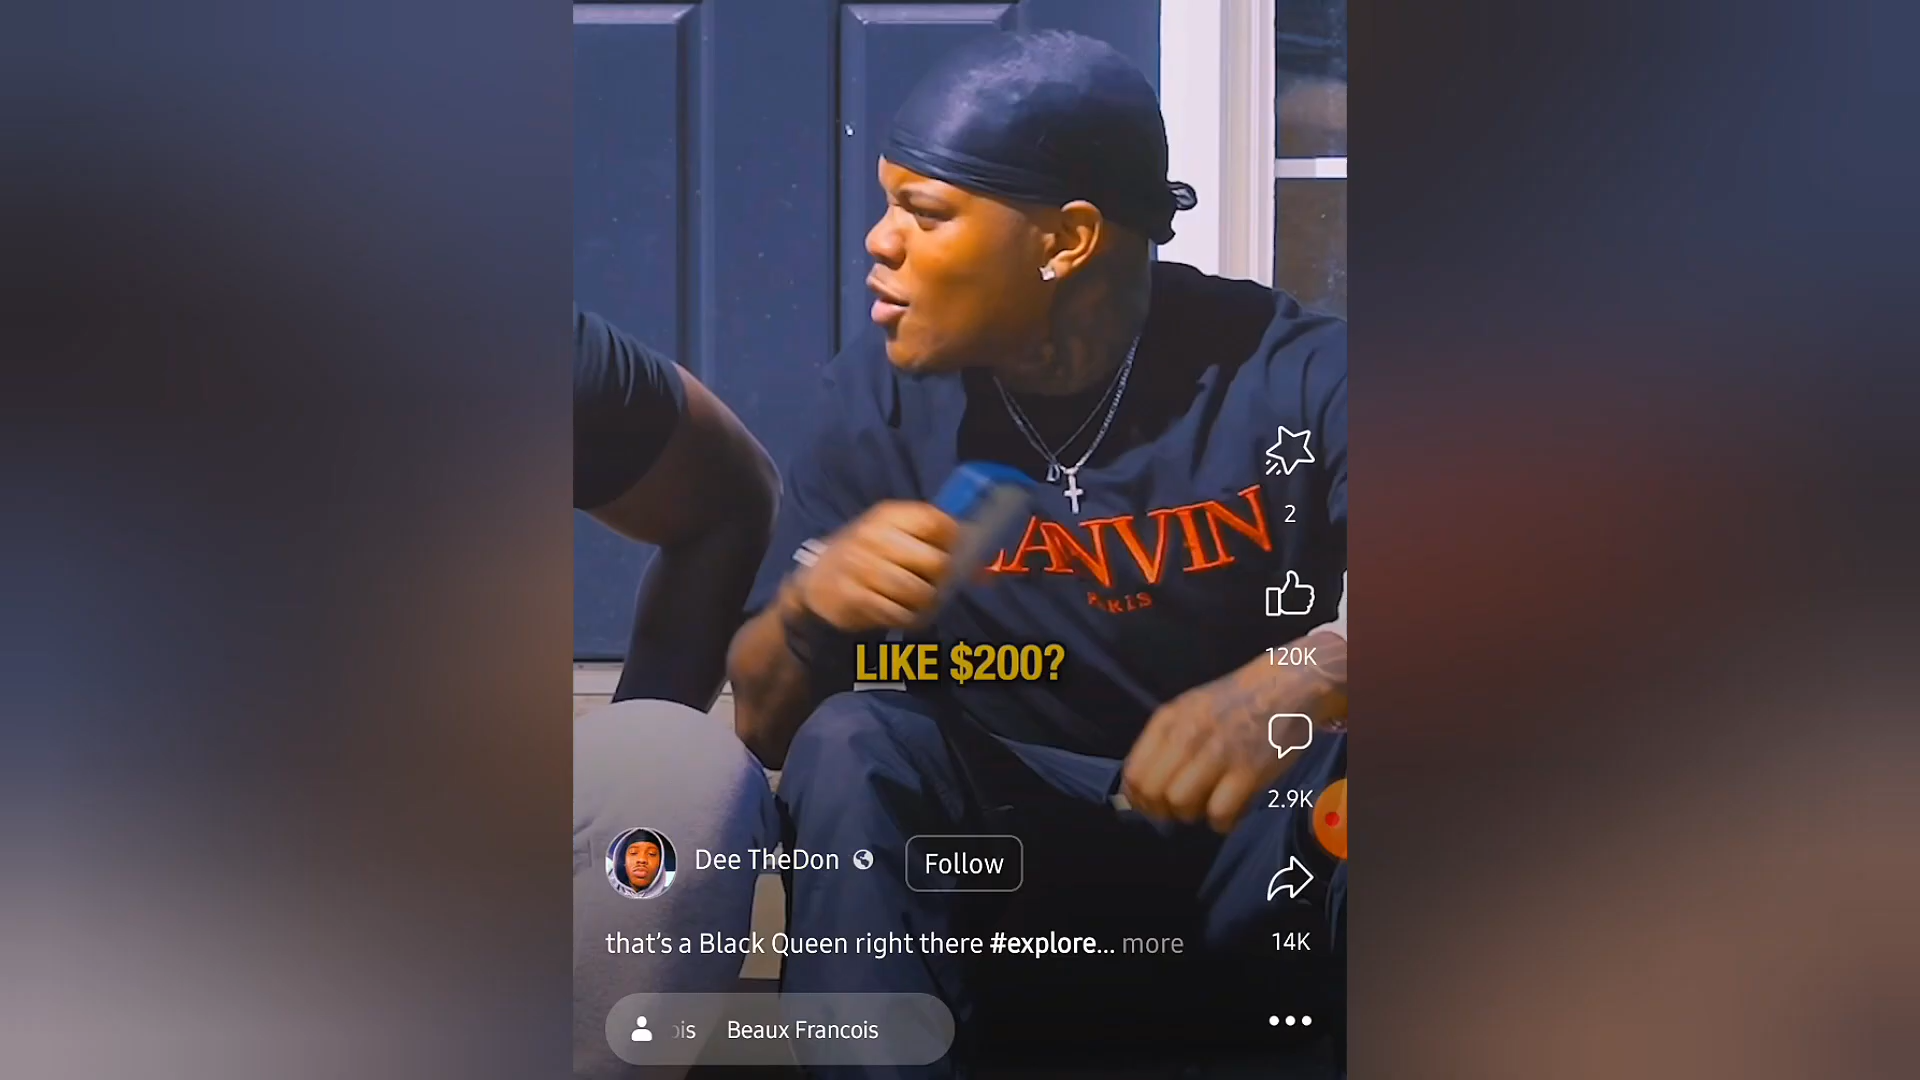 LANVIN
PARIS
2
LIKE $200?
120K
2.9K
Dee TheDon
Follow
that's a Black Queen right there #explore... more
14K
ois Beaux Francois